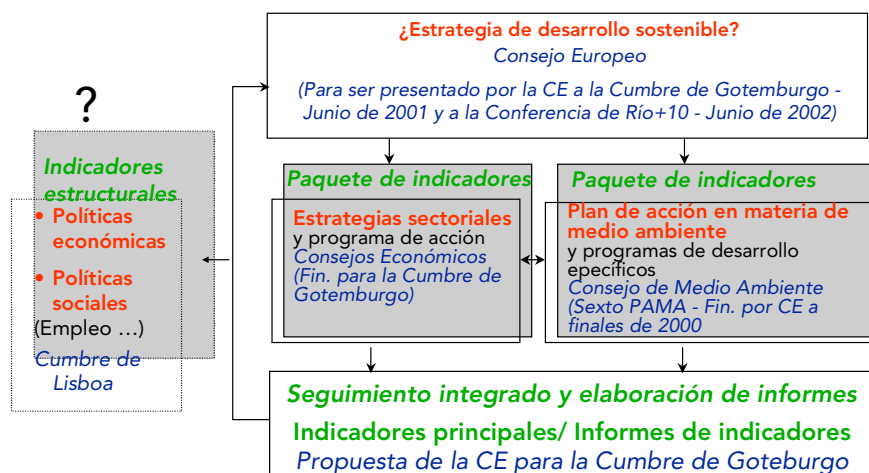 ¿Estrategia de desarrollo sostenible?
Consejo Europeo
(Para ser presentado por la CE a la Cumbre de Gotemburgo -
Junio de 2001 y a la Conferencia de Río+10 - Junio de 2002)
?
Indicadores
estructurales
• Políticas
económicas
• Políticas
sociales
(Empleo ...)
Cumbre de
Lisboa
Paquete de indicadores
Estrategias sectoriales
y programa de acción
Consejos Económicos
(Fin. para la Cumbre de
Gotemburgo)
Paquete de indicadores
Plan de acción en materia de
medio ambiente
y programas de desarrollo
epecíficos
Consejo de Medio Ambiente
(Sexto PAMA - Fin. por CE a
finales de 2000
Seguimiento integrado y elaboración de informes
Indicadores principales/ Informes de indicadores
Propuesta de la CE para la Cumbre de Goteburgo